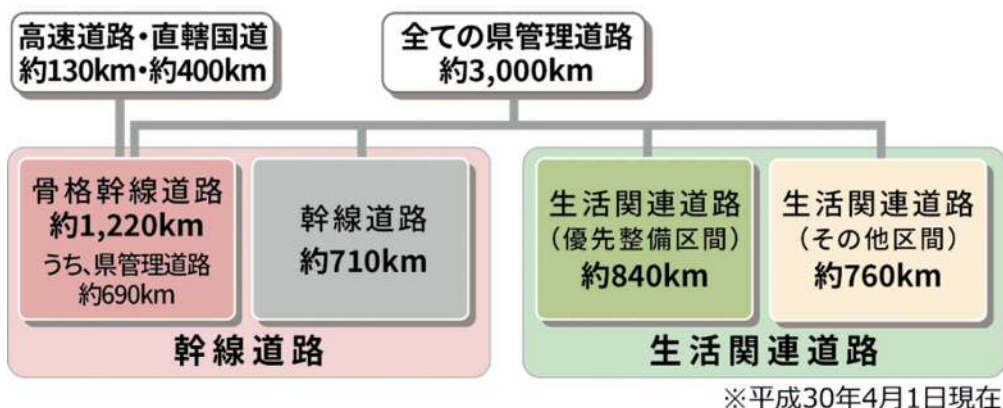 高速道路・直轄国道
約130km・約400km
全ての県管理道路
約3,000km
骨格幹線道路
約1,220km
うち、県管理道路
約690km
幹線道路
約710km
生活関連道路
(優先整備区間)
約840km
生活関連道路
(その他区間)
約760km
幹線道路
生活関連道路
※平成30年4月1日現在